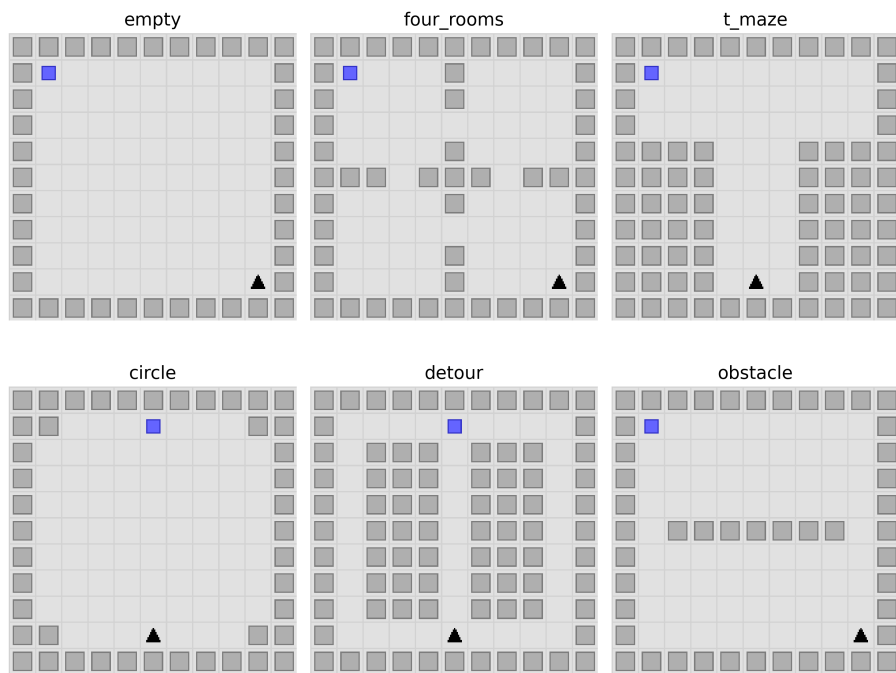 empty
four_rooms
t_maze
circle
detour
obstacle